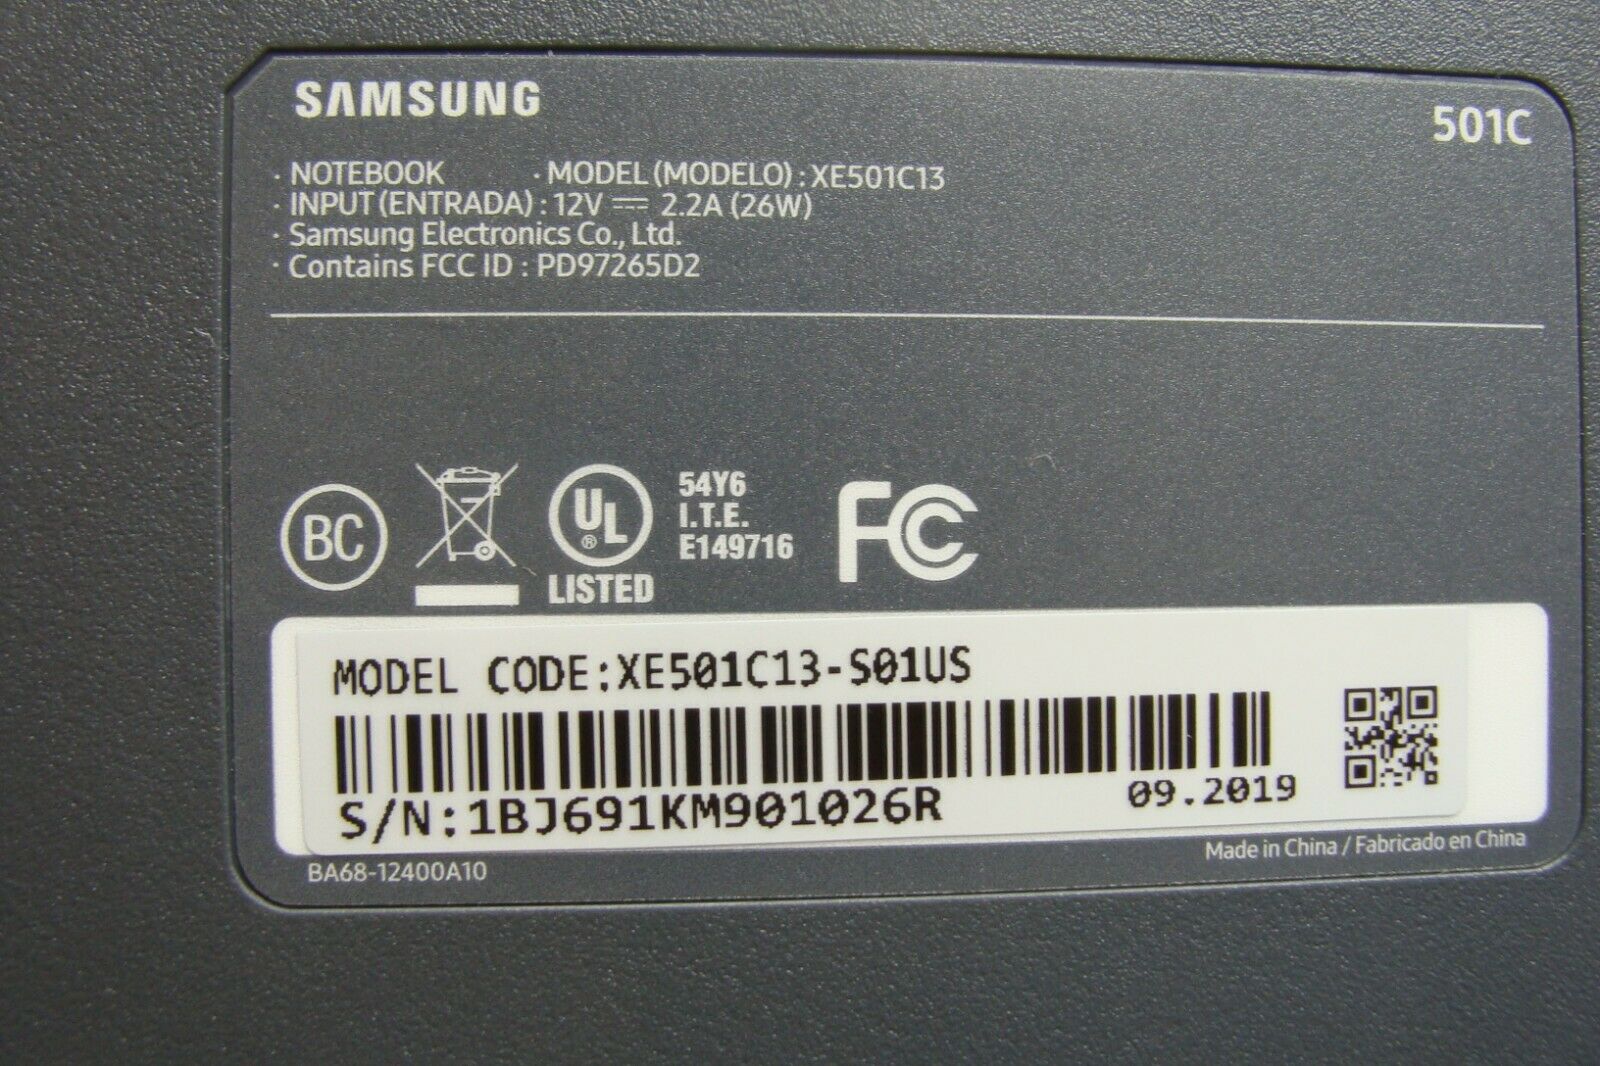 SAMSUNG
501C
· NOTEBOOK · MODEL (MODELO) : XE501C13
· INPUT (ENTRADA) : 12V ⎓ 2.2A (26W)
· Samsung Electronics Co., Ltd.
· Contains FCC ID : PD97265D2
BC
UL
®
LISTED
54Y6
I.T.E.
E149716
FC
MODEL CODE:XE501C13-S01US
S/N:1BJ691KM901026R
09.2019
BA68-12400A10
Made in China / Fabricado en China